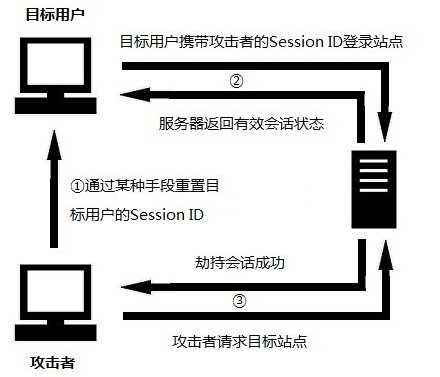 目标用户
目标用户携带攻击者的Session ID登录站点
②
服务器返回有效会话状态
①通过某种手段重置目
标用户的Session ID
劫持会话成功
③
攻击者请求目标站点
攻击者